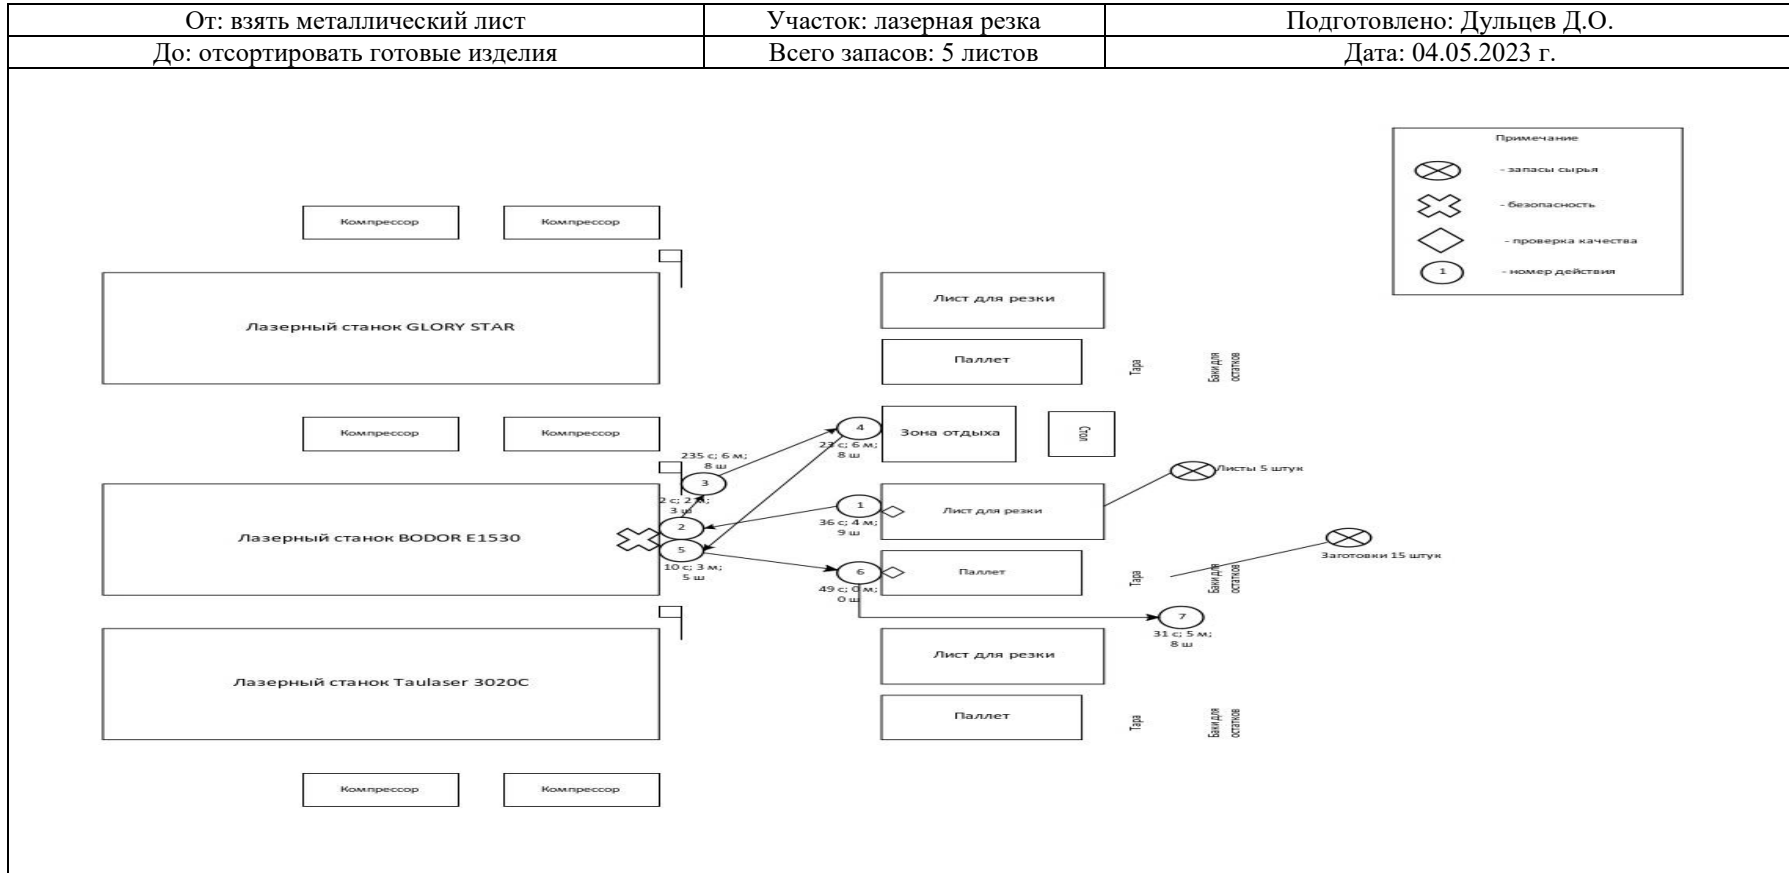 От: взять металлический лист
Участок: лазерная резка
Подготовлено: Дульцев Д.О.
До: отсортировать готовые изделия
Всего запасов: 5 листов
Дата: 04.05.2023 г.
Примечание
- запасы сырья
- безопасность
- проверка качества
1
- номер действия
Компрессор
Компрессор
Лазерный станок GLORY STAR
Лист для резки
Паллет
Тара
Баки для
остатков
Компрессор
Компрессор
4
23 с; 6 м;
8 ш
Зона отдыха
Стол
235 с; 6 м;
8 ш
3
Листы 5 штук
2 с; 2 м;
3 ш
1
36 с; 4 м;
9 ш
Лист для резки
2
Лазерный станок BODOR E1530
5
10 с; 3 м;
5 ш
Заготовки 15 штук
6
49 с; 0 м;
0 ш
Паллет
Тара
Баки для
остатков
7
31 с; 5 м;
8 ш
Лист для резки
Лазерный станок Taulaser 3020C
Паллет
Тара
Баки для
остатков
Компрессор
Компрессор